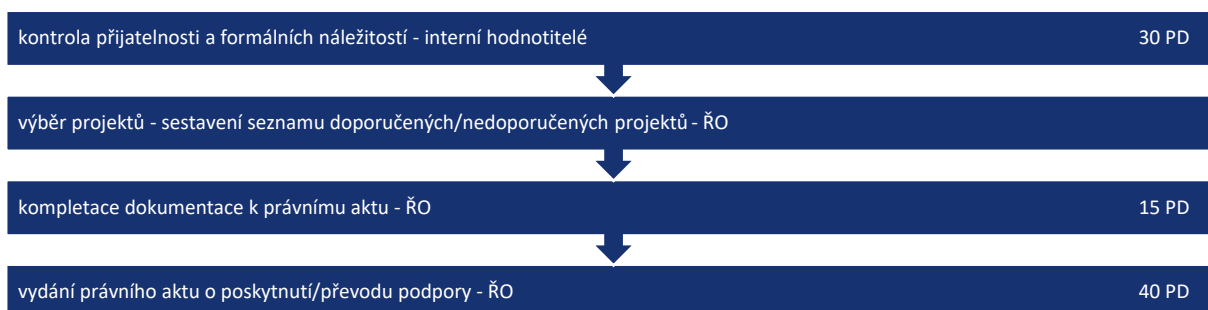 kontrola přijatelnosti a formálních náležitostí - interní hodnotitelé 30 PD
výběr projektů - sestavení seznamu doporučených/nedoporučených projektů - ŘO
kompletace dokumentace k právnímu aktu - ŘO 15 PD
vydání právního aktu o poskytnutí/převodu podpory - ŘO 40 PD